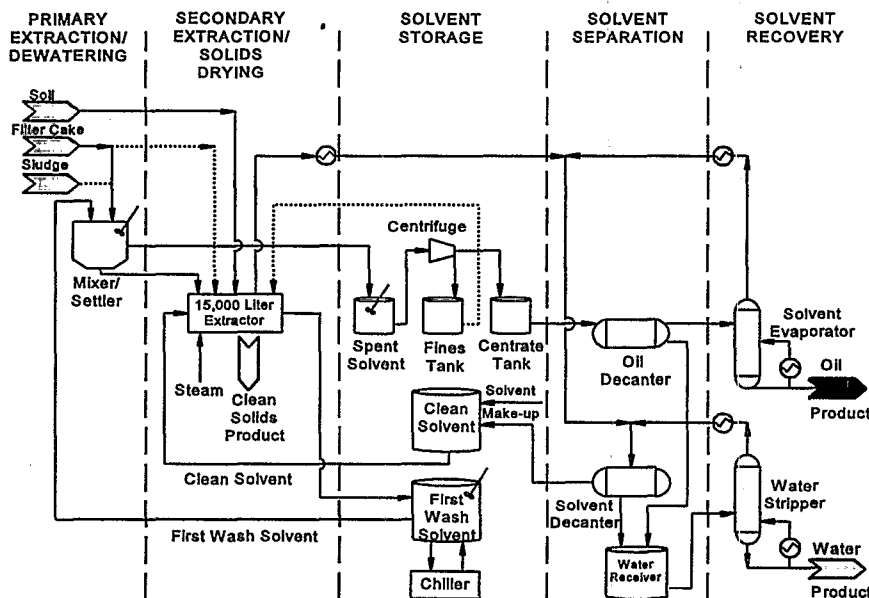 PRIMARY
EXTRACTION/
DEWATERING
SECONDARY
EXTRACTION/
SOLIDS
DRYING
SOLVENT
STORAGE
SOLVENT
SEPARATION
SOLVENT
RECOVERY
Soil
Filter Cake
Sludge
Mixer/
Settler
15,000 Liter
Extractor
Steam
Clean
Solids
Product
Centrifuge
Spent
Solvent
Fines
Tank
Centrate
Tank
Oil
Decanter
Solvent
Evaporator
Oil
Product
Clean
Solvent
Solvent
Make-up
Clean Solvent
First
Wash
Solvent
First Wash Solvent
Chiller
Solvent
Decanter
Water
Receiver
Water
Stripper
Water
Product